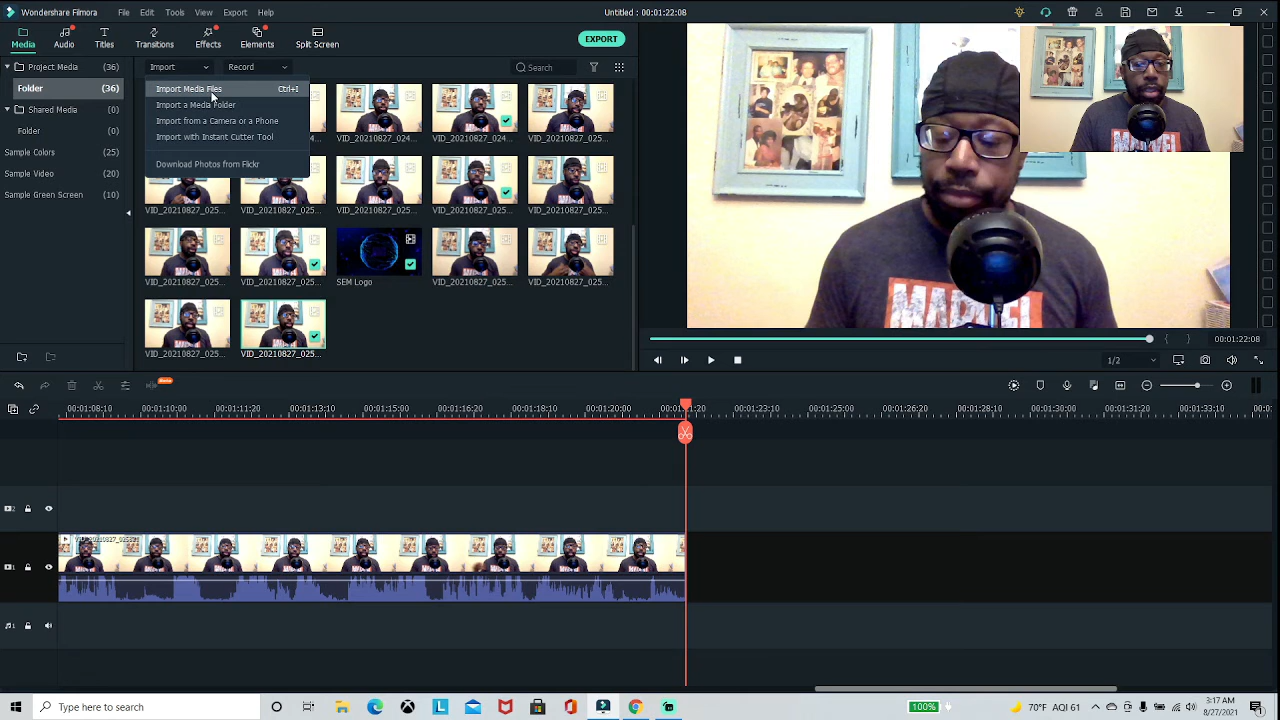 Wondershare Filmora
File Edit Tools View Export Help
Untitled : 00:01:22:08
Media Audio Titles Transitions Effects Elements Split Screen
EXPORT
Import Record Search
Folder (36)
Shared Media
Folder (0)
Sample Colors (25)
Sample Video (20)
Sample Green Screen (10)
Import Media Files Ctrl+I
Import a Media Folder
Import from a Camera or a Phone
Import with Instant Cutter Tool
Download Photos from Flickr
VID_20210827_024... VID_20210827_024... VID_20210827_025...
VID_20210827_025... VID_20210827_025... VID_20210827_025... VID_20210827_025... VID_20210827_025...
VID_20210827_025... VID_20210827_025... SEM Logo VID_20210827_025... VID_20210827_025...
VID_20210827_025... VID_20210827_025...
MARVEL
MARVEL
00:01:22:08
1/2
00:01:08:10 00:01:10:00 00:01:11:20 00:01:13:10 00:01:15:00 00:01:16:20 00:01:18:10 00:01:20:00 00:01:21:20 00:01:23:10 00:01:25:00 00:01:26:20 00:01:28:10 00:01:30:00 00:01:31:20 00:01:33:10
Type here to search
100%
70°F AQI 61
3:17 AM
8/27/2021